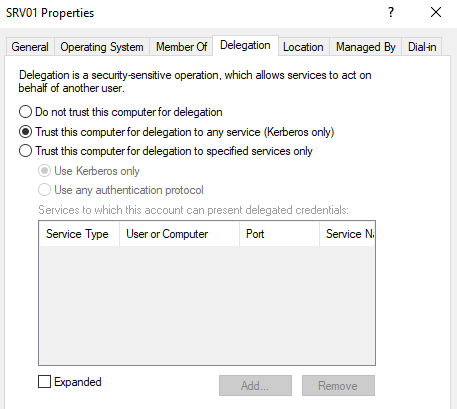 SRV01 Properties
?
General Operating System Member Of Delegation Location Managed By Dial-in
Delegation is a security-sensitive operation, which allows services to act on
behalf of another user.
Do not trust this computer for delegation
Trust this computer for delegation to any service (Kerberos only)
Trust this computer for delegation to specified services only
Use Kerberos only
Use any authentication protocol
Services to which this account can present delegated credentials:
Service Type User or Computer Port Service Na
Expanded Add... Remove